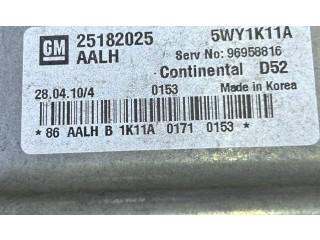 GM 25182025 5WY1K11A
AALH Serv No: 96958816
Continental D52
28.04.10/4 0153 Made in Korea
* 86 AALH B 1K11A 0171 0153 *